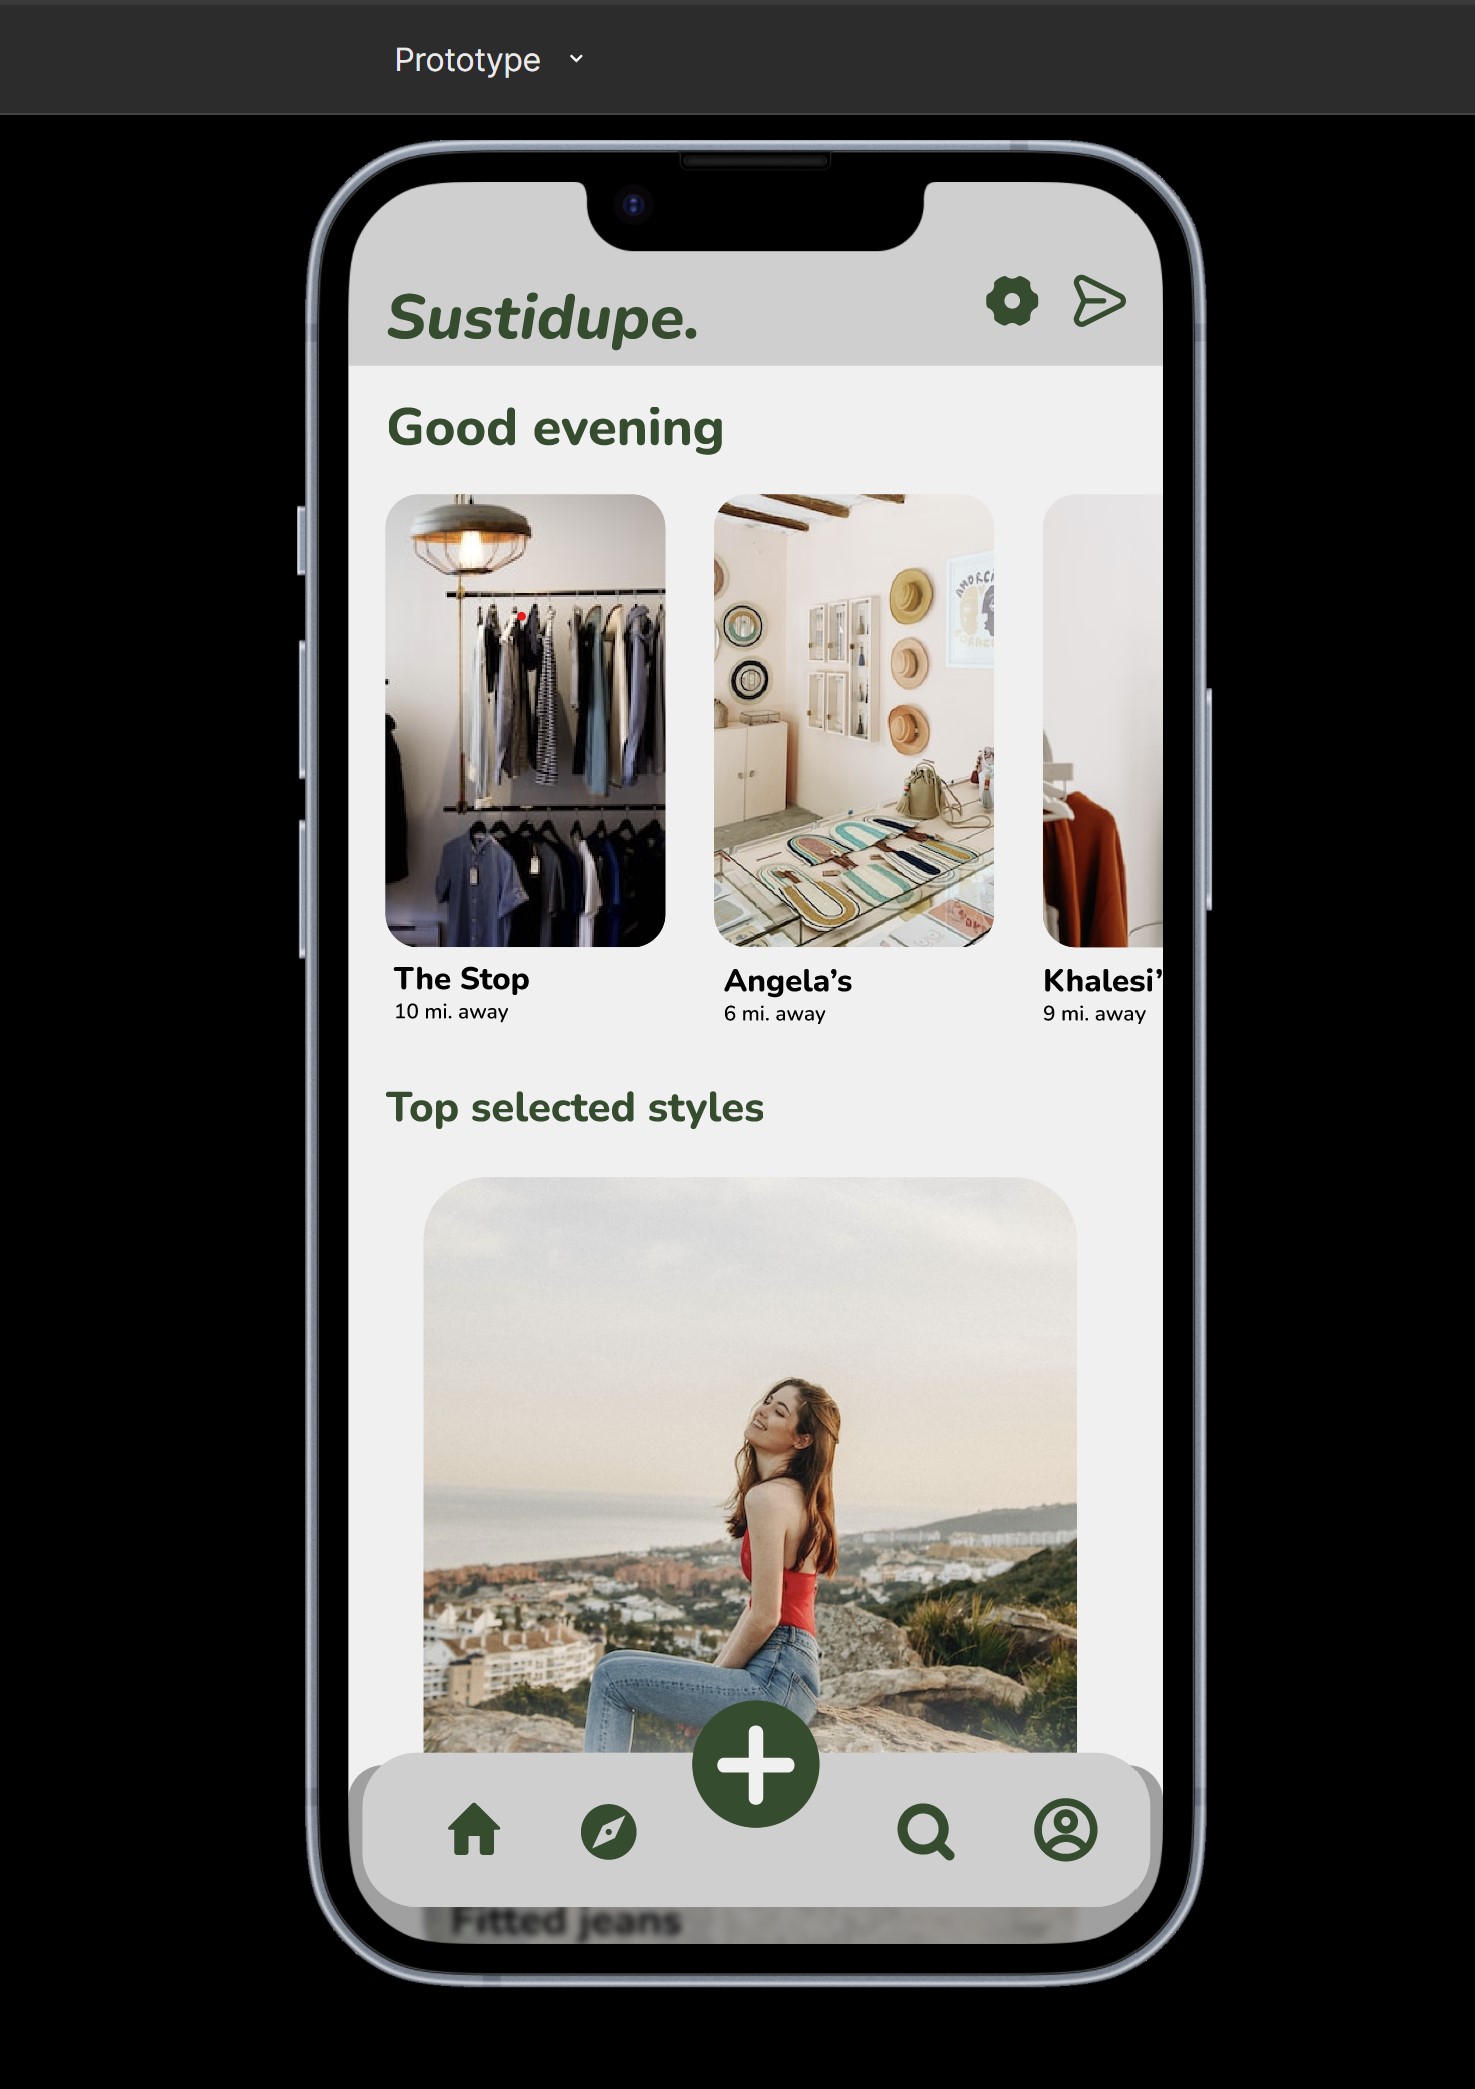 Prototype
Sustidupe.
Good evening
The Stop
10 mi. away
Angela’s
6 mi. away
Khalesi’
9 mi. away
Top selected styles
Fitted jeans